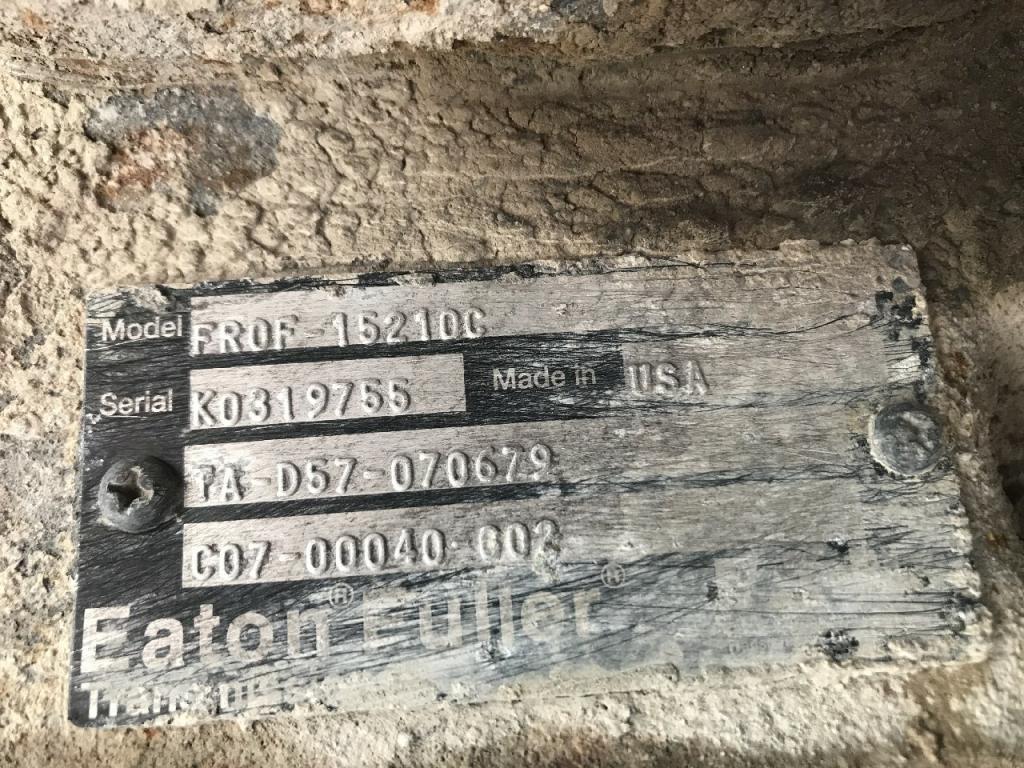 Model FROF-15210C
Serial K0319755 Made in USA
TA-D57-070679
C07-00040-002
Eaton® Fuller®